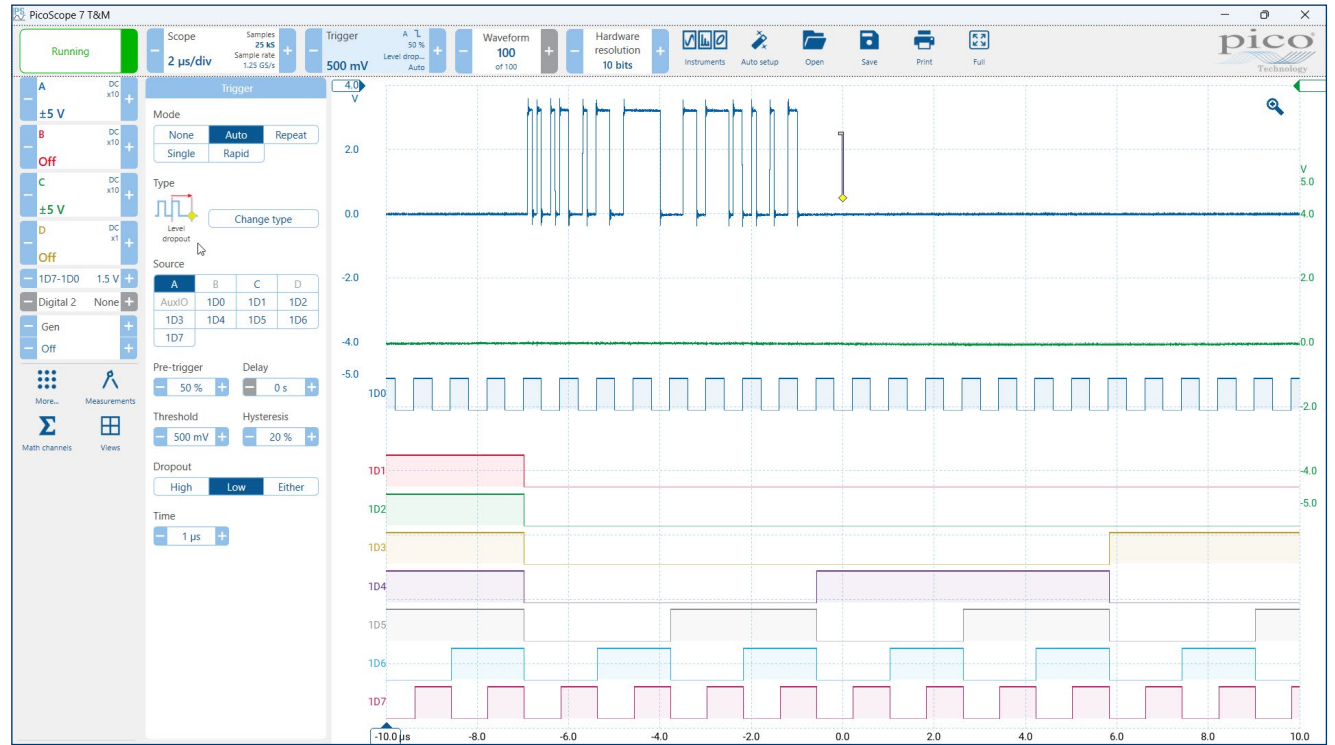 PicoScope 7 T&M
Running
Scope
2 µs/div
Samples
25 kS
Sample rate
1.25 GS/s
Trigger
500 mV
A
50 %
Level drop...
Auto
Waveform
100
of 100
Hardware
resolution
10 bits
Instruments
Auto setup
Open
Save
Print
Full
pico
Technology
A DC
x10
±5 V
B DC
x10
Off
C DC
x10
±5 V
D DC
x1
Off
1D7-1D0 1.5 V
Digital 2 None
Gen
Off
More...
Measurements
Math channels
Views
Trigger
Mode
None Auto Repeat
Single Rapid
Type
Level
dropout
Change type
Source
A B C D
AuxIO 1D0 1D1 1D2
1D3 1D4 1D5 1D6
1D7
Pre-trigger Delay
50 % 0 s
Threshold Hysteresis
500 mV 20 %
Dropout
High Low Either
Time
1 µs
4.0
V
2.0
0.0
-2.0
-4.0
-5.0
1D0
1D1
1D2
1D3
1D4
1D5
1D6
1D7
V
5.0
4.0
2.0
0.0
-2.0
-4.0
-5.0
-10.0 µs -8.0 -6.0 -4.0 -2.0 0.0 2.0 4.0 6.0 8.0 10.0